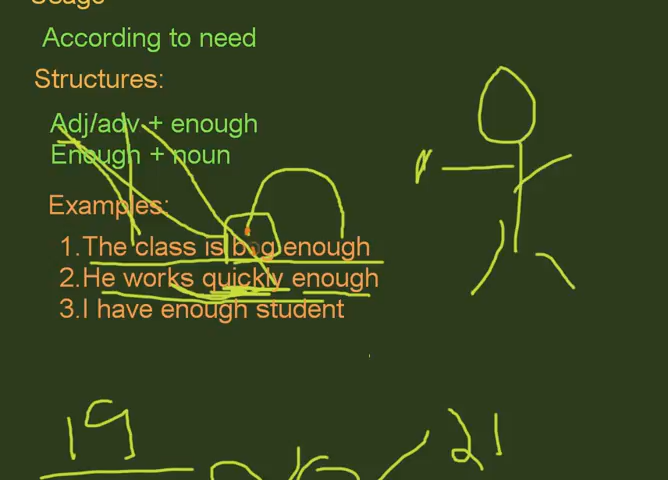 Usage
According to need
Structures:
Adj/adv + enough
Enough + noun
Examples:
1.The class is big enough
2.He works quickly enough
3.I have enough student
19
21